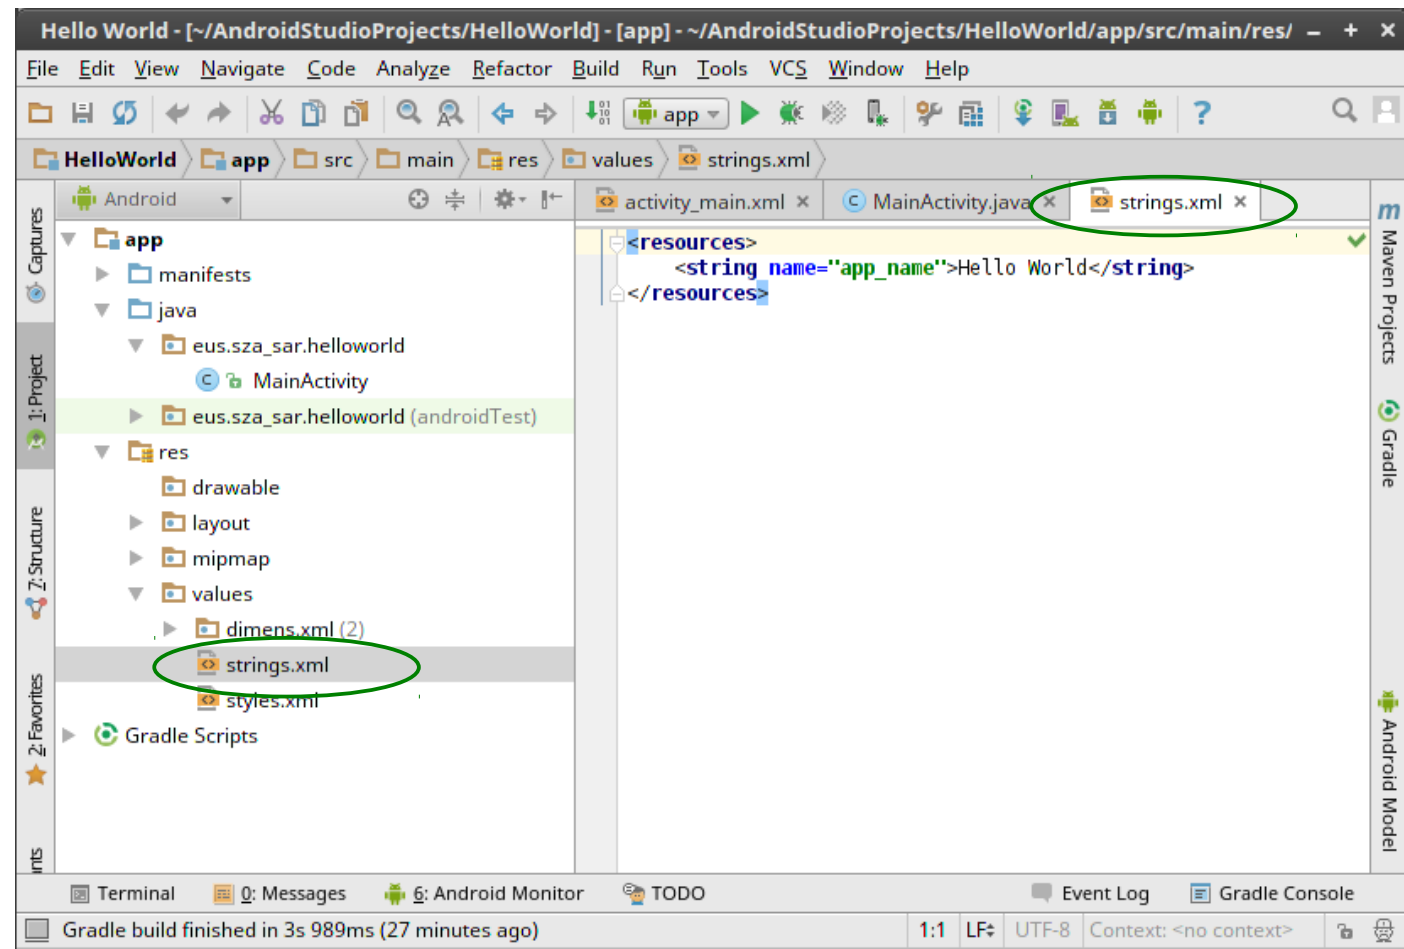 Hello World - [~/AndroidStudioProjects/HelloWorld] - [app] - ~/AndroidStudioProjects/HelloWorld/app/src/main/res/
File Edit View Navigate Code Analyze Refactor Build Run Tools VCS Window Help
app
HelloWorld app src main res values strings.xml
Android
activity_main.xml MainActivity.java strings.xml
<resources>
<string name="app_name">Hello World</string>
</resources>
app
manifests
java
eus.sza_sar.helloworld
MainActivity
eus.sza_sar.helloworld (androidTest)
res
drawable
layout
mipmap
values
dimens.xml (2)
strings.xml
styles.xml
Gradle Scripts
Captures
1: Project
7: Structure
2: Favorites
nts
m Maven Projects
Gradle
Android Model
Terminal 0: Messages 6: Android Monitor TODO Event Log Gradle Console
Gradle build finished in 3s 989ms (27 minutes ago) 1:1 LF UTF-8 Context: <no context>